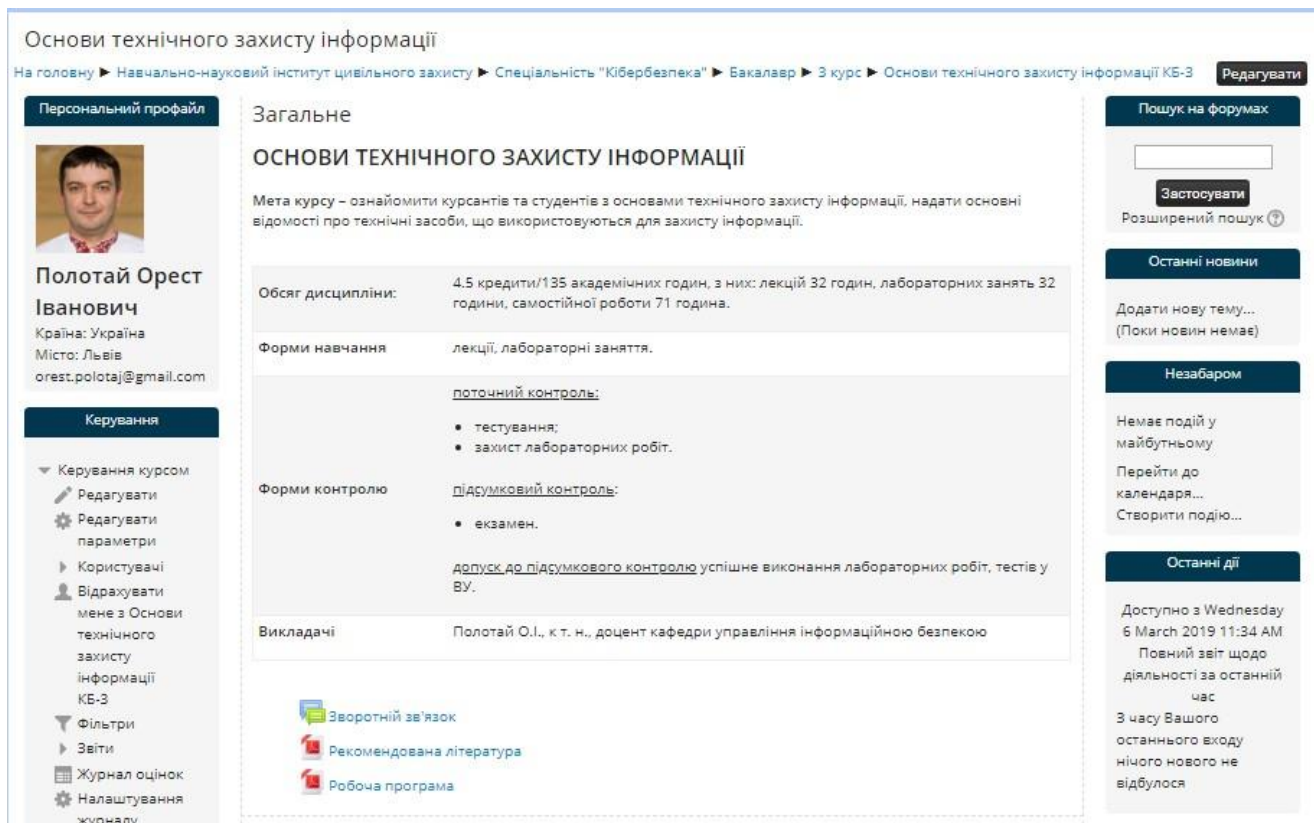 Основи технічного захисту інформації
На головну ► Навчально-науковий інститут цивільного захисту ► Спеціальність "Кібербезпека" ► Бакалавр ► 3 курс ► Основи технічного захисту інформації КБ-3
Редагувати
Персональний профайл
Полотай Орест
Іванович
Країна: Україна
Місто: Львів
orest.polotaj@gmail.com
Керування
Керування курсом
Редагувати
Редагувати
параметри
Користувачі
Відрахувати
мене з Основи
технічного
захисту
інформації
КБ-3
Фільтри
Звіти
Журнал оцінок
Налаштування
журналу
Загальне
ОСНОВИ ТЕХНІЧНОГО ЗАХИСТУ ІНФОРМАЦІЇ
Мета курсу – ознайомити курсантів та студентів з основами технічного захисту інформації, надати основні
відомості про технічні засоби, що використовуються для захисту інформації.
Обсяг дисципліни:
4.5 кредити/135 академічних годин, з них: лекцій 32 годин, лабораторних занять 32
години, самостійної роботи 71 година.
Форми навчання
лекції, лабораторні заняття.
Форми контролю
поточний контроль:
• тестування;
• захист лабораторних робіт.
підсумковий контроль:
• екзамен.
допуск до підсумкового контролю успішне виконання лабораторних робіт, тестів у
ВУ.
Викладачі
Полотай О.І., к т. н., доцент кафедри управління інформаційною безпекою
Зворотній зв'язок
Рекомендована література
Робоча програма
Пошук на форумах
Застосувати
Розширений пошук
Останні новини
Додати нову тему...
(Поки новин немає)
Незабаром
Немає подій у
майбутньому
Перейти до
календаря...
Створити подію...
Останні дії
Доступно з Wednesday
6 March 2019 11:34 AM
Повний звіт щодо
діяльності за останній
час
З часу Вашого
останнього входу
нічого нового не
відбулося